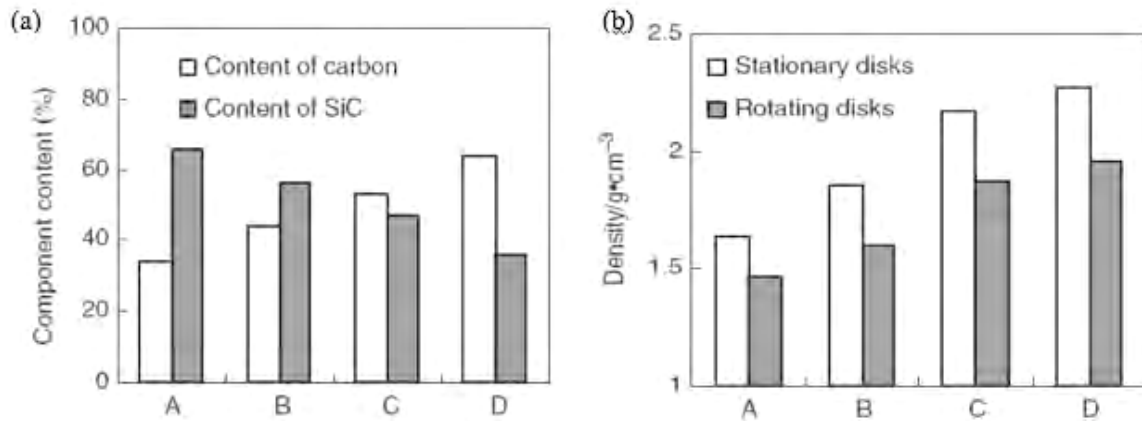 (a)
100
80
60
40
20
0
Component content (%)
Content of carbon
Content of SiC
A B C D
(b)
2.5
2
1.5
1
Density/g•cm⁻³
Stationary disks
Rotating disks
A B C D